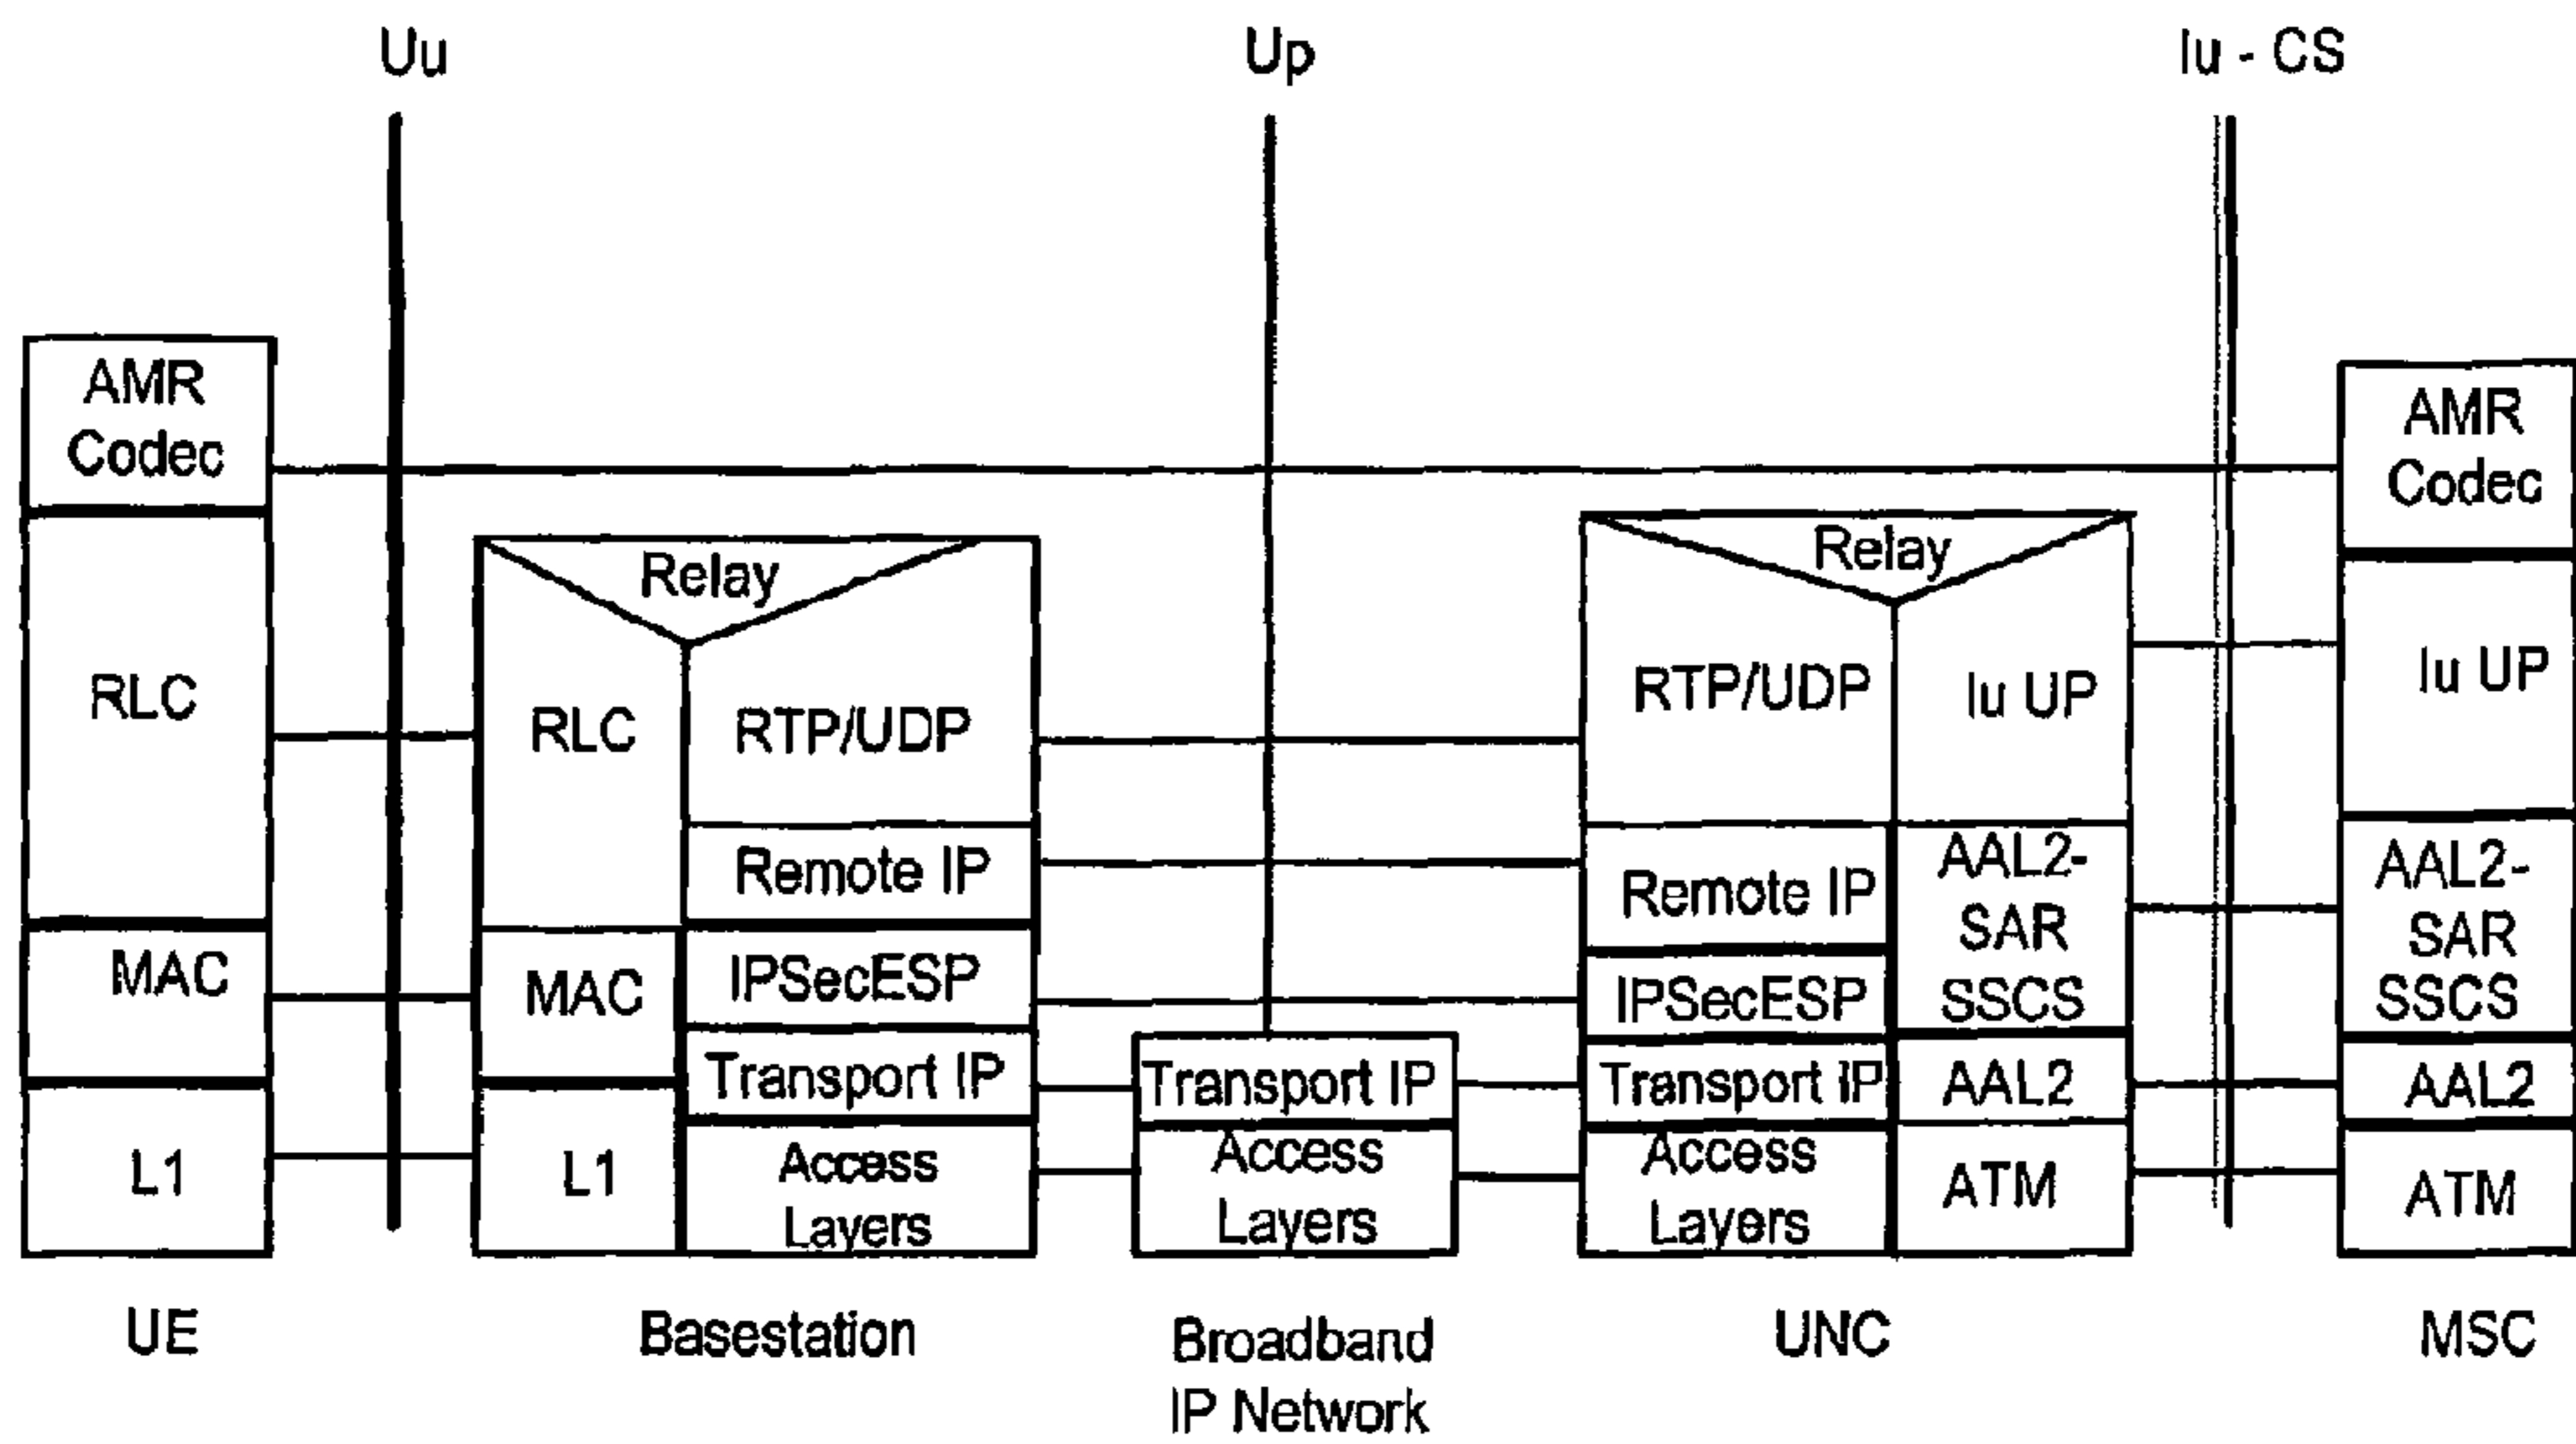 Uu
Up
Iu - CS
AMR
Codec
RLC
MAC
L1
UE
Relay
RLC
MAC
L1
RTP/UDP
Remote IP
IPSecESP
Transport IP
Access
Layers
Basestation
Transport IP
Access
Layers
Broadband
IP Network
Relay
RTP/UDP
Remote IP
IPSecESP
Transport IP
Access
Layers
Iu UP
AAL2-
SAR
SSCS
AAL2
ATM
UNC
AMR
Codec
Iu UP
AAL2-
SAR
SSCS
AAL2
ATM
MSC